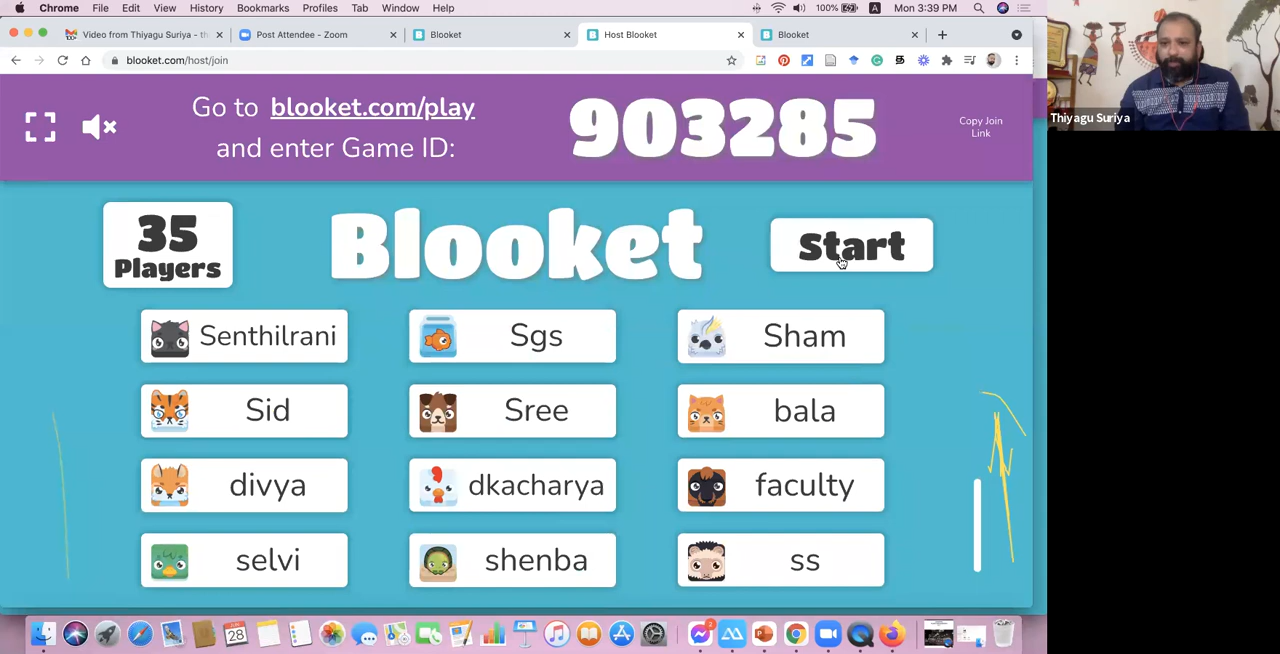 Chrome File Edit View History Bookmarks Profiles Tab Window Help 100% A Mon 3:39 PM
Video from Thiyagu Suriya - th Post Attendee - Zoom Blooket Host Blooket Blooket
blooket.com/host/join
Go to blooket.com/play
and enter Game ID:
903285
Copy Join
Link
Thiyagu Suriya
35
Players
Blooket
Start
Senthilrani Sgs Sham
Sid Sree bala
divya dkacharya faculty
selvi shenba ss
28
2